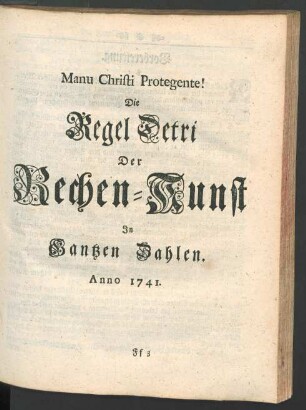 Manu Christi Protegente!
Die
Regel Detri
Der
Rechen-Kunst
In
Gantzen Zahlen.
Anno 1741.
Ff 3